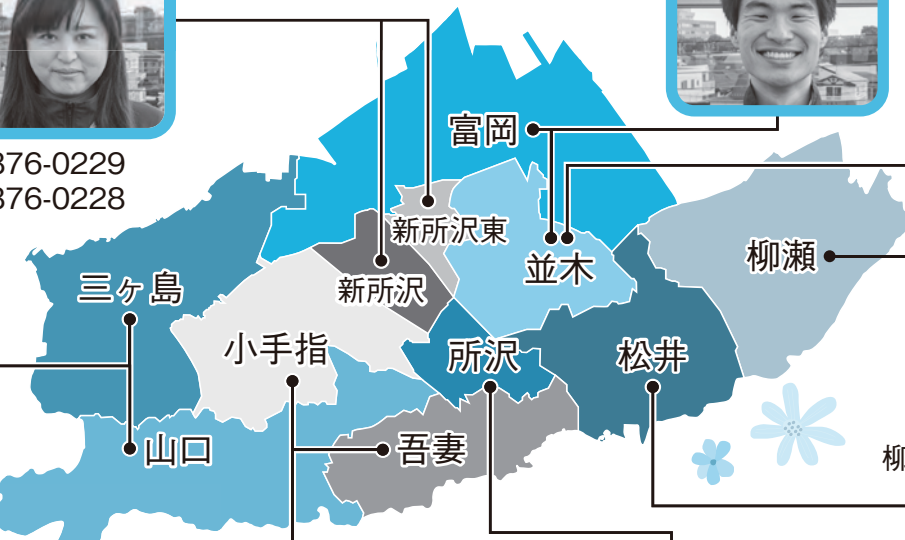 376-0229
376-0228
富岡
新所沢東
柳瀬
並木
三ヶ島
新所沢
小手指
所沢
松井
山口
吾妻
柳